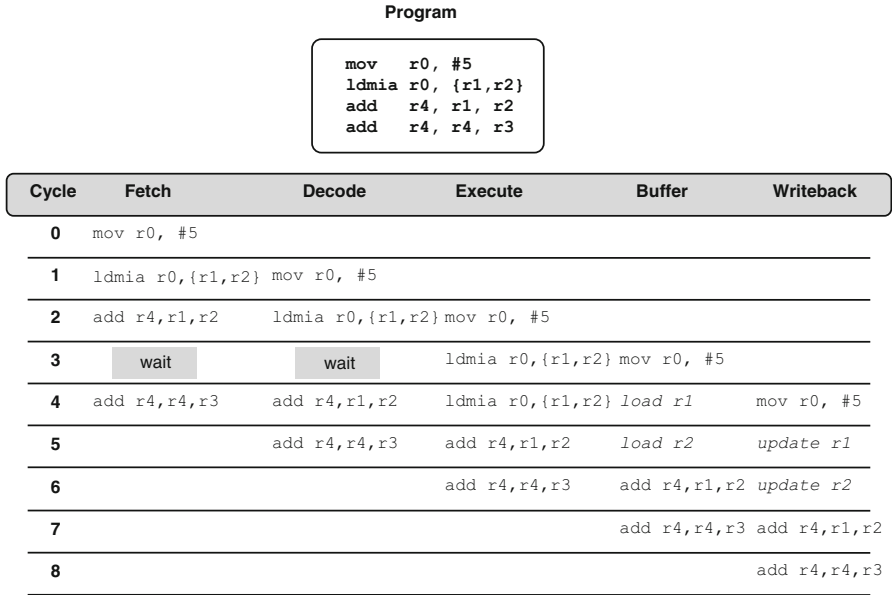 Program
mov r0, #5
ldmia r0, {r1,r2}
add r4, r1, r2
add r4, r4, r3
Cycle Fetch Decode Execute Buffer Writeback
0 mov r0, #5
1 ldmia r0,{r1,r2} mov r0, #5
2 add r4,r1,r2 ldmia r0,{r1,r2} mov r0, #5
3 wait wait ldmia r0,{r1,r2} mov r0, #5
4 add r4,r4,r3 add r4,r1,r2 ldmia r0,{r1,r2} load r1 mov r0, #5
5 add r4,r4,r3 add r4,r1,r2 load r2 update r1
6 add r4,r4,r3 add r4,r1,r2 update r2
7 add r4,r4,r3 add r4,r1,r2
8 add r4,r4,r3